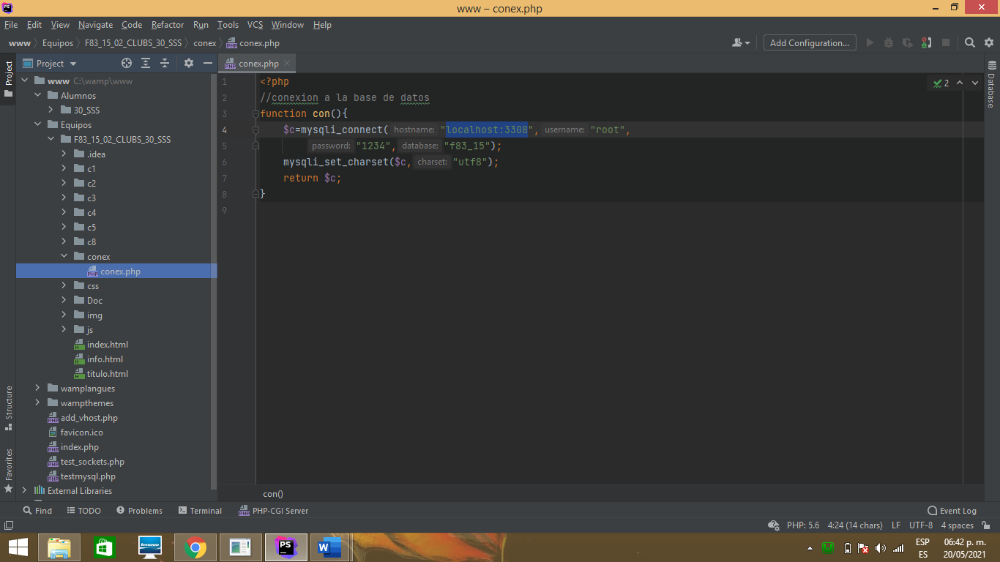 www – conex.php
File Edit View Navigate Code Refactor Run Tools VCS Window Help
www Equipos F83_15_02_CLUBS_30_SSS conex conex.php
Add Configuration...
Project
conex.php
Project
www C:\wamp\www
Alumnos
30_SSS
Equipos
F83_15_02_CLUBS_30_SSS
.idea
c1
c2
c3
c4
c5
c8
conex
conex.php
css
Doc
img
js
index.html
info.html
titulo.html
wamplangues
wampthemes
add_vhost.php
favicon.ico
index.php
test_sockets.php
testmysql.php
External Libraries
Structure
Favorites
1 <?php
2 //conexion a la base de datos
3 function con(){
4 $c=mysqli_connect( hostname: "localhost:3308", username: "root",
5 password: "1234", database: "f83_15");
6 mysqli_set_charset($c, charset: "utf8");
7 return $c;
8 }
9
2
Database
con()
Find TODO Problems Terminal PHP-CGI Server Event Log
PHP: 5.6 4:24 (14 chars) LF UTF-8 4 spaces
lenovo
PS
W
ESP
ES
06:42 p. m.
20/05/2021